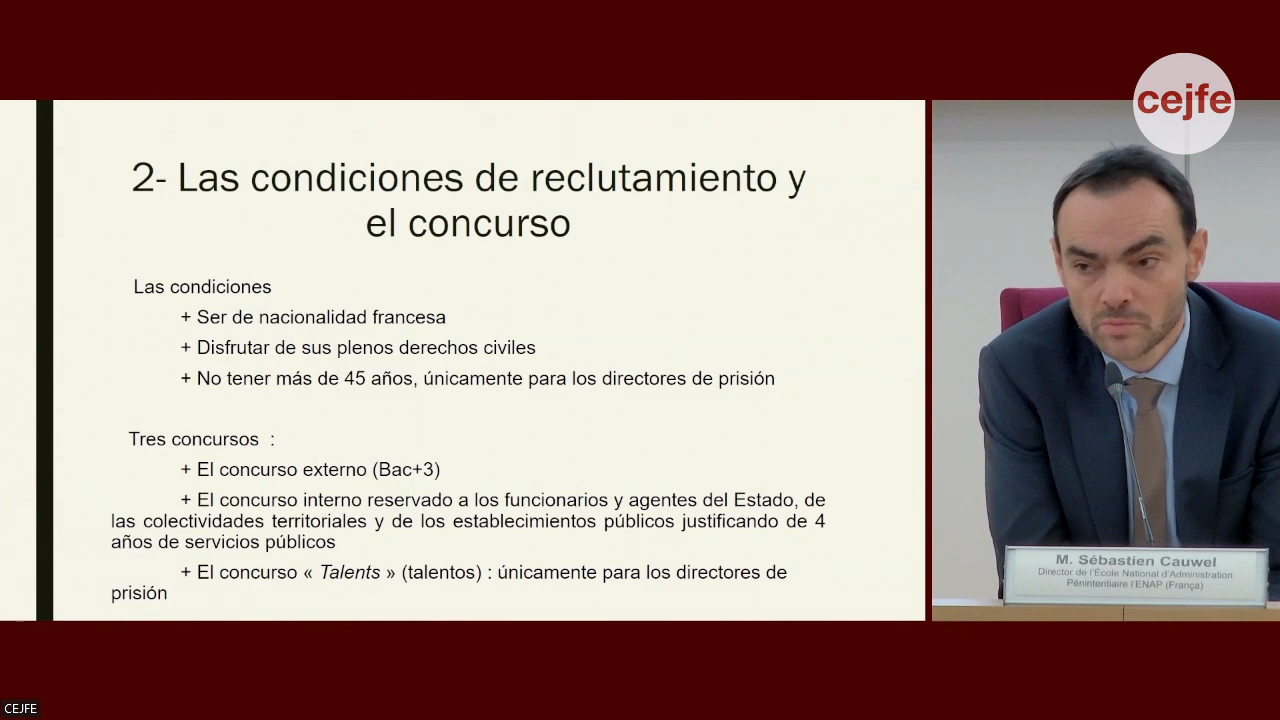 cejfe
2- Las condiciones de reclutamiento y
el concurso
Las condiciones
+ Ser de nacionalidad francesa
+ Disfrutar de sus plenos derechos civiles
+ No tener más de 45 años, únicamente para los directores de prisión
Tres concursos :
+ El concurso externo (Bac+3)
+ El concurso interno reservado a los funcionarios y agentes del Estado, de
las colectividades territoriales y de los establecimientos públicos justificando de 4
años de servicios públicos
+ El concurso « Talents » (talentos) : únicamente para los directores de
prisión
M. Sébastien Cauwel
Director de l'École National d'Administration
Pénintentiaire l'ENAP (França)
CEJFE